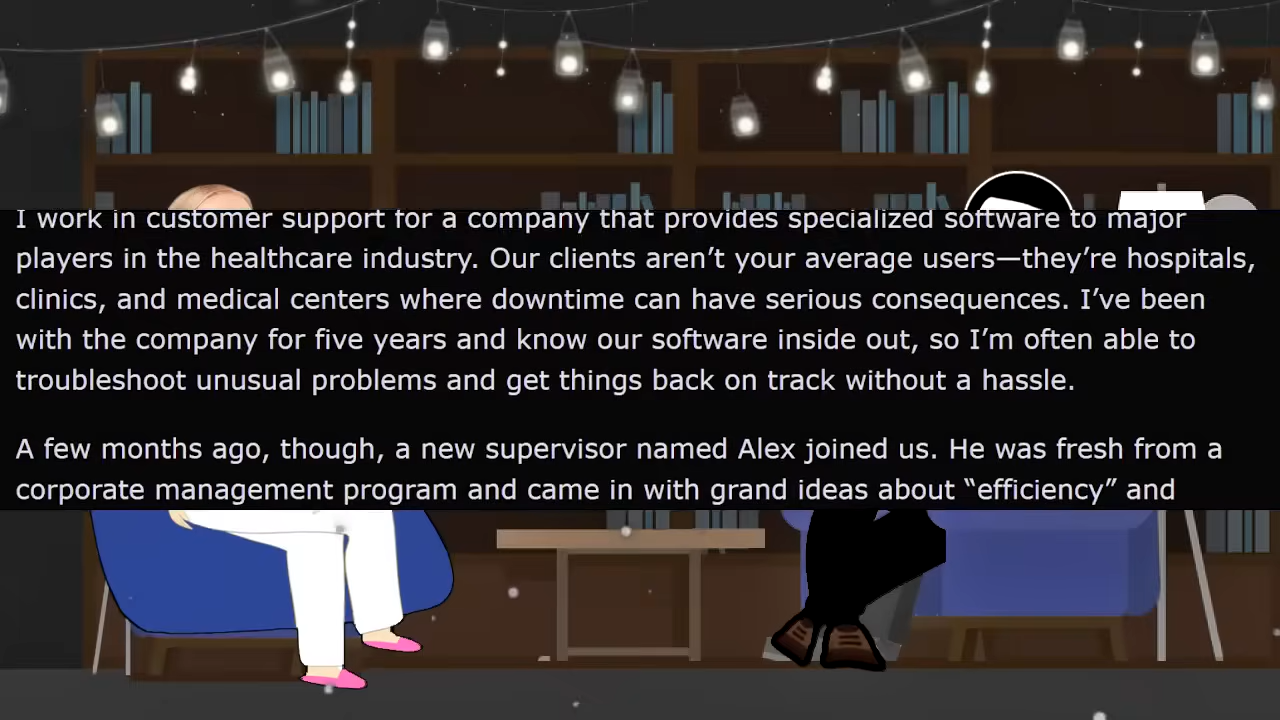 I work in customer support for a company that provides specialized software to major
players in the healthcare industry. Our clients aren’t your average users—they’re hospitals,
clinics, and medical centers where downtime can have serious consequences. I’ve been
with the company for five years and know our software inside out, so I’m often able to
troubleshoot unusual problems and get things back on track without a hassle.
A few months ago, though, a new supervisor named Alex joined us. He was fresh from a
corporate management program and came in with grand ideas about “efficiency” and